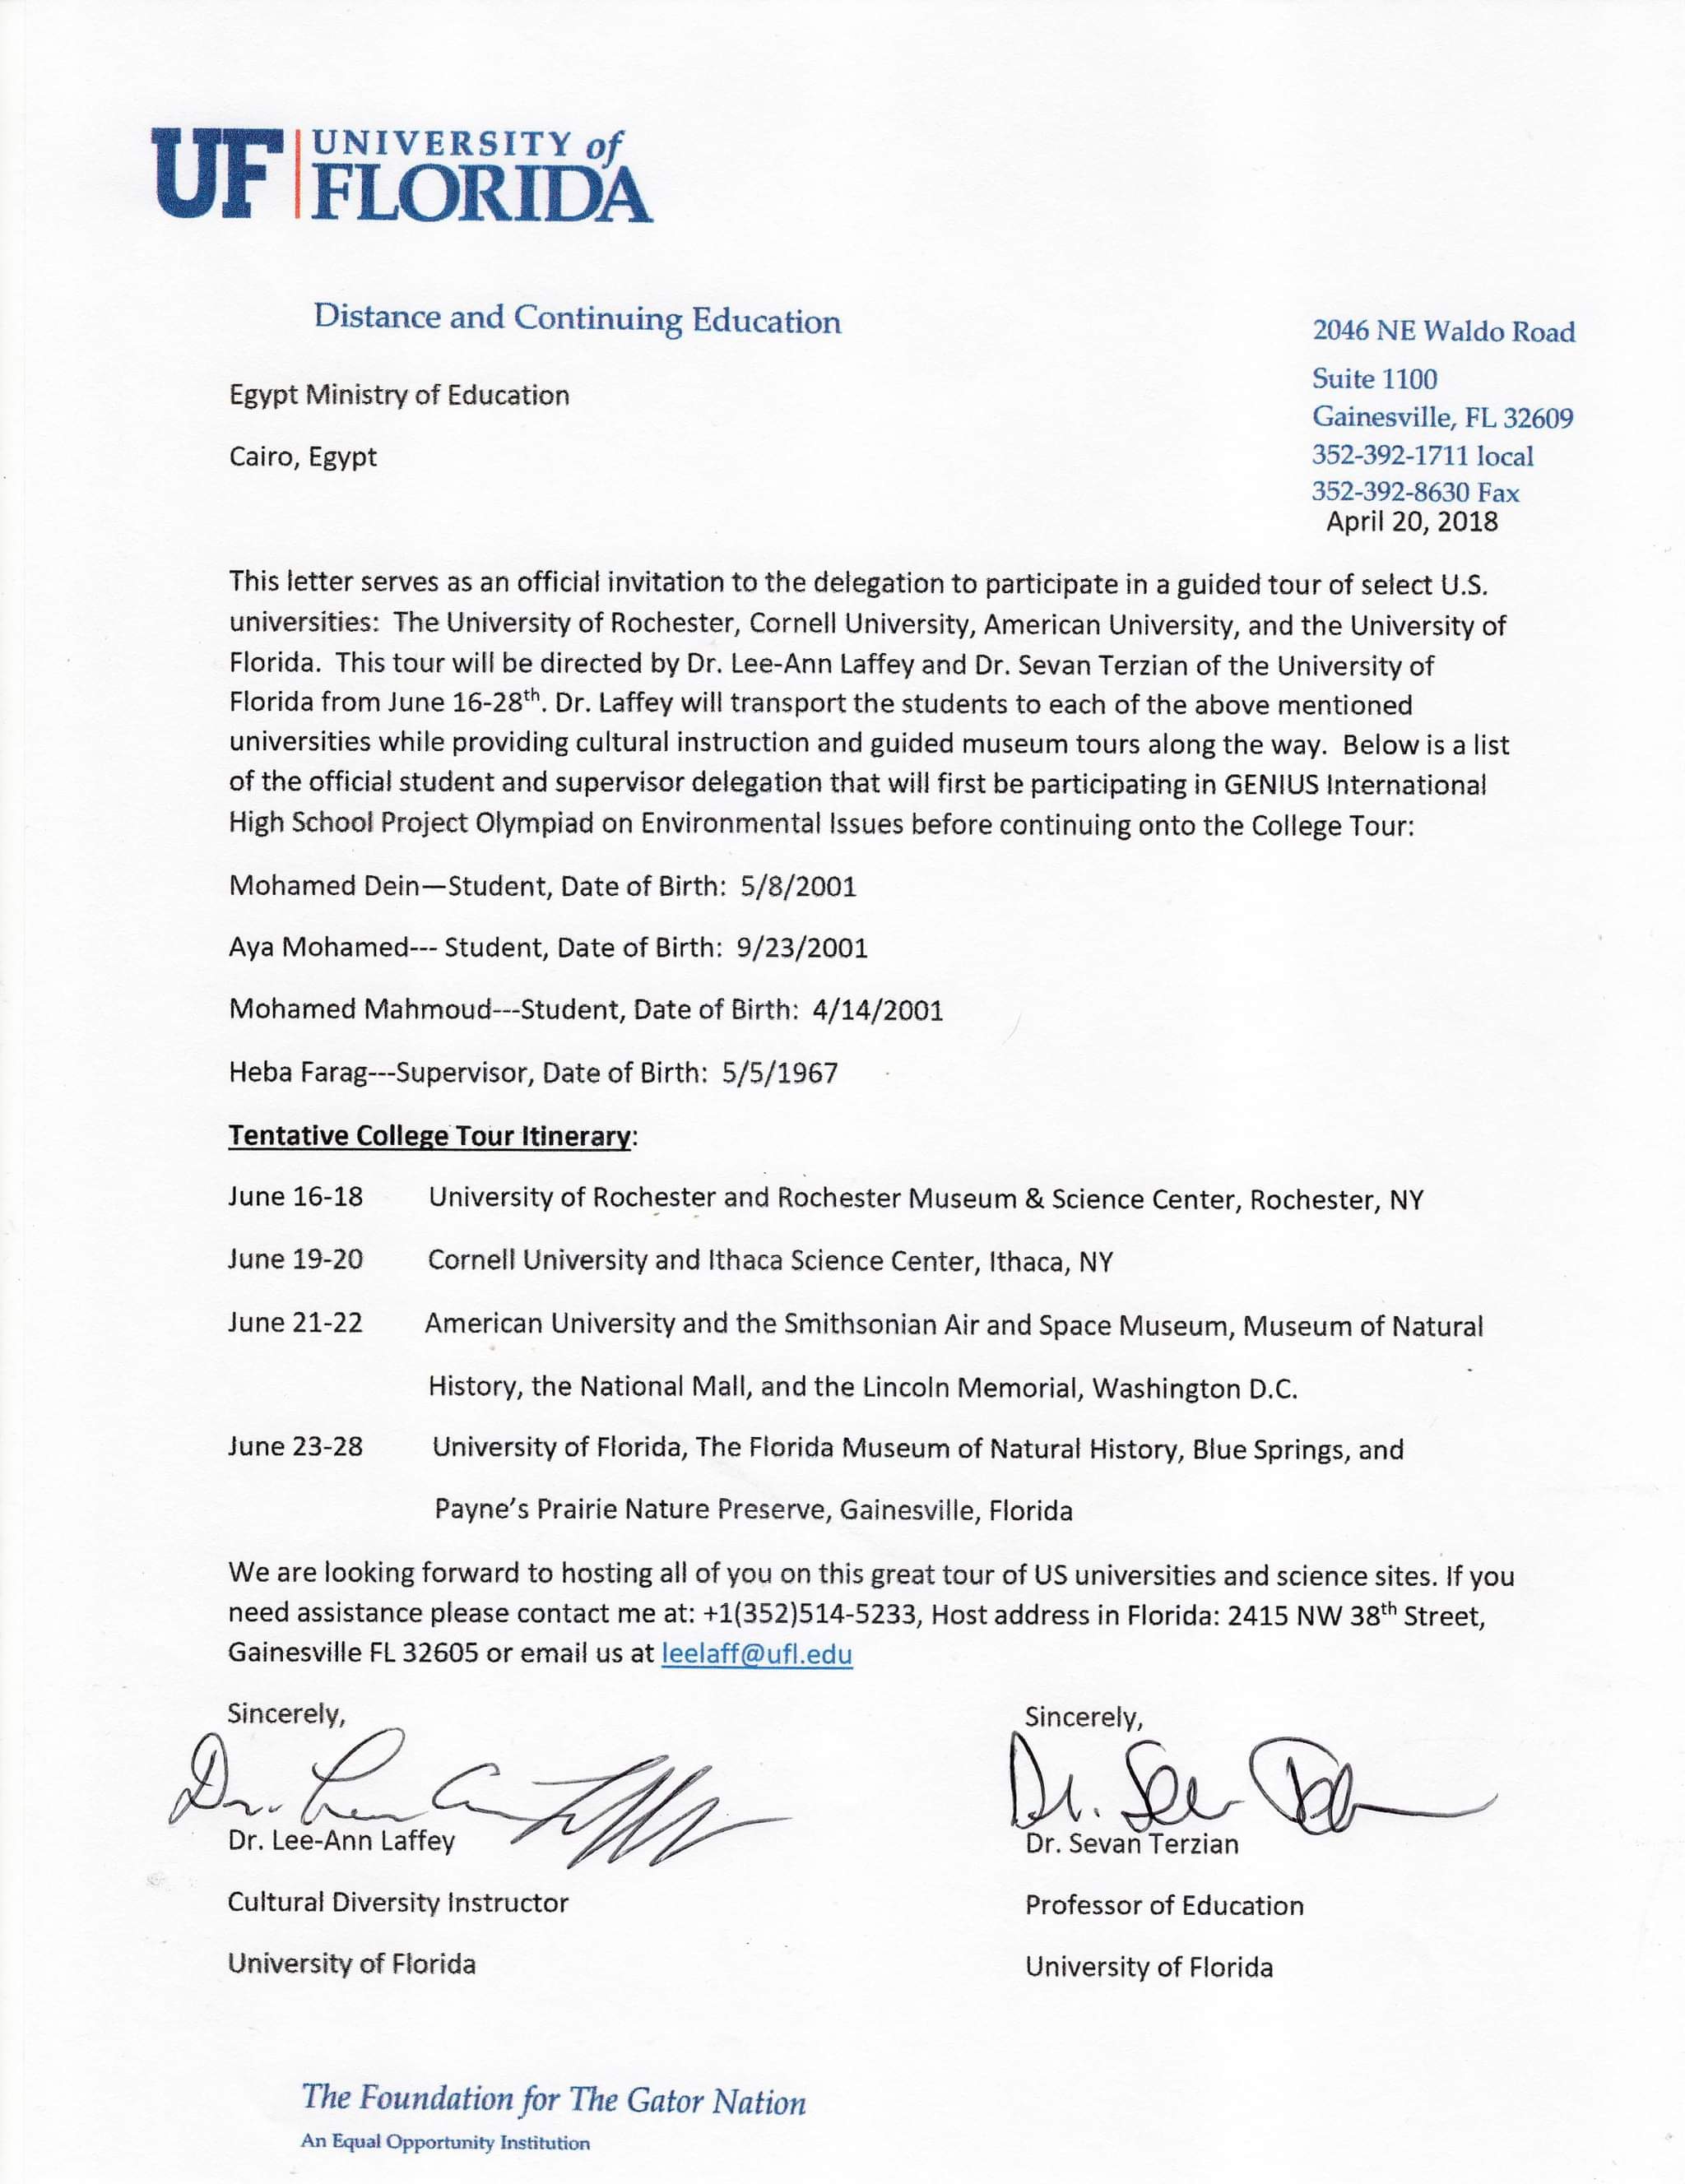 UF UNIVERSITY of
FLORIDA
Distance and Continuing Education
2046 NE Waldo Road
Suite 1100
Gainesville, FL 32609
352-392-1711 local
352-392-8630 Fax
Egypt Ministry of Education
Cairo, Egypt
April 20, 2018
This letter serves as an official invitation to the delegation to participate in a guided tour of select U.S.
universities:  The University of Rochester, Cornell University, American University, and the University of
Florida.  This tour will be directed by Dr. Lee-Ann Laffey and Dr. Sevan Terzian of the University of
Florida from June 16-28th. Dr. Laffey will transport the students to each of the above mentioned
universities while providing cultural instruction and guided museum tours along the way.  Below is a list
of the official student and supervisor delegation that will first be participating in GENIUS International
High School Project Olympiad on Environmental Issues before continuing onto the College Tour:
Mohamed Dein—Student, Date of Birth:  5/8/2001
Aya Mohamed--- Student, Date of Birth:  9/23/2001
Mohamed Mahmoud---Student, Date of Birth:  4/14/2001
Heba Farag---Supervisor, Date of Birth:  5/5/1967
Tentative College Tour Itinerary:
June 16-18 University of Rochester and Rochester Museum & Science Center, Rochester, NY
June 19-20 Cornell University and Ithaca Science Center, Ithaca, NY
June 21-22 American University and the Smithsonian Air and Space Museum, Museum of Natural
History, the National Mall, and the Lincoln Memorial, Washington D.C.
June 23-28 University of Florida, The Florida Museum of Natural History, Blue Springs, and
Payne's Prairie Nature Preserve, Gainesville, Florida
We are looking forward to hosting all of you on this great tour of US universities and science sites. If you
need assistance please contact me at: +1(352)514-5233, Host address in Florida: 2415 NW 38th Street,
Gainesville FL 32605 or email us at leelaff@ufl.edu
Sincerely,
Dr. Lee-Ann Laffey
Cultural Diversity Instructor
University of Florida
Sincerely,
Dr. Sevan Terzian
Professor of Education
University of Florida
The Foundation for The Gator Nation
An Equal Opportunity Institution